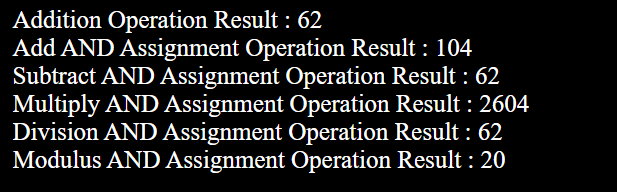 Addition Operation Result : 62
Add AND Assignment Operation Result : 104
Subtract AND Assignment Operation Result : 62
Multiply AND Assignment Operation Result : 2604
Division AND Assignment Operation Result : 62
Modulus AND Assignment Operation Result : 20